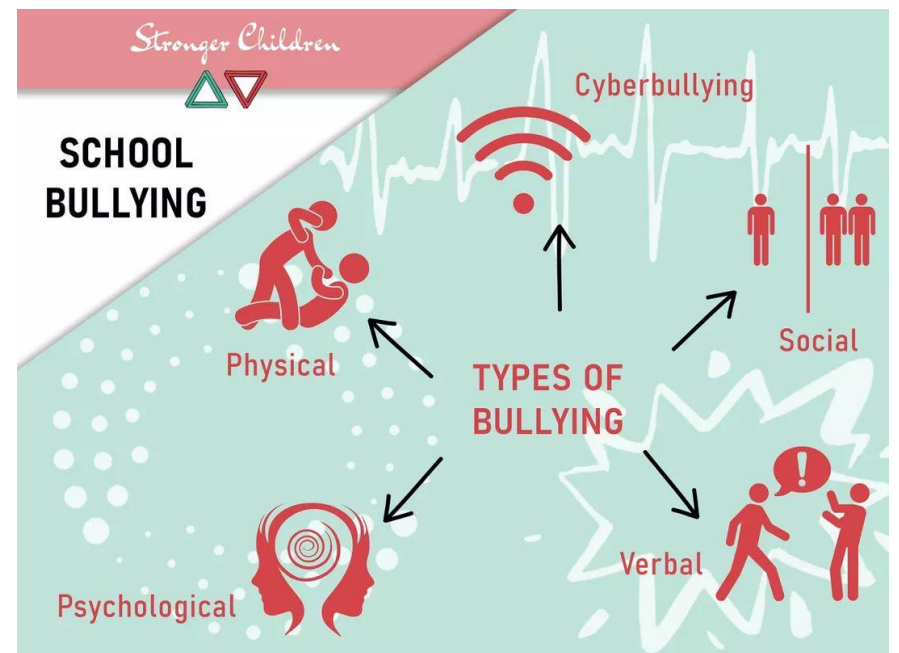 Stronger Children
SCHOOL
BULLYING
Cyberbullying
Social
Physical
TYPES OF
BULLYING
!
Verbal
Psychological